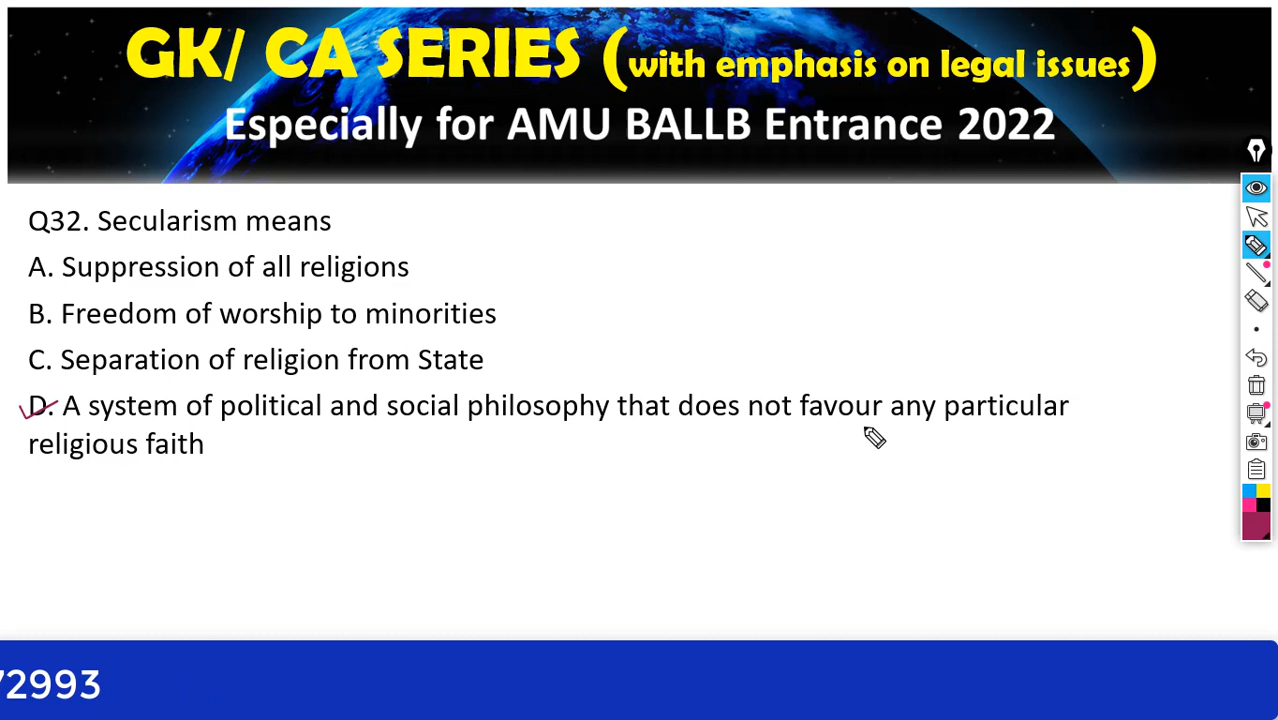 GK/ CA SERIES (with emphasis on legal issues)
Especially for AMU BALLB Entrance 2022
Q32. Secularism means
A. Suppression of all religions
B. Freedom of worship to minorities
C. Separation of religion from State
D. A system of political and social philosophy that does not favour any particular
religious faith
72993